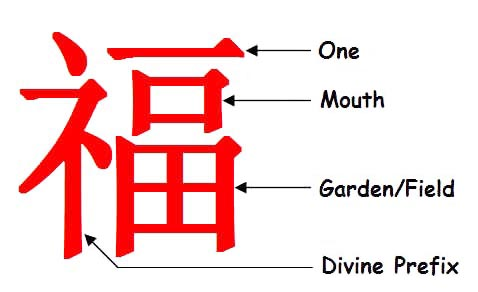 福
One
Mouth
Garden/Field
Divine Prefix